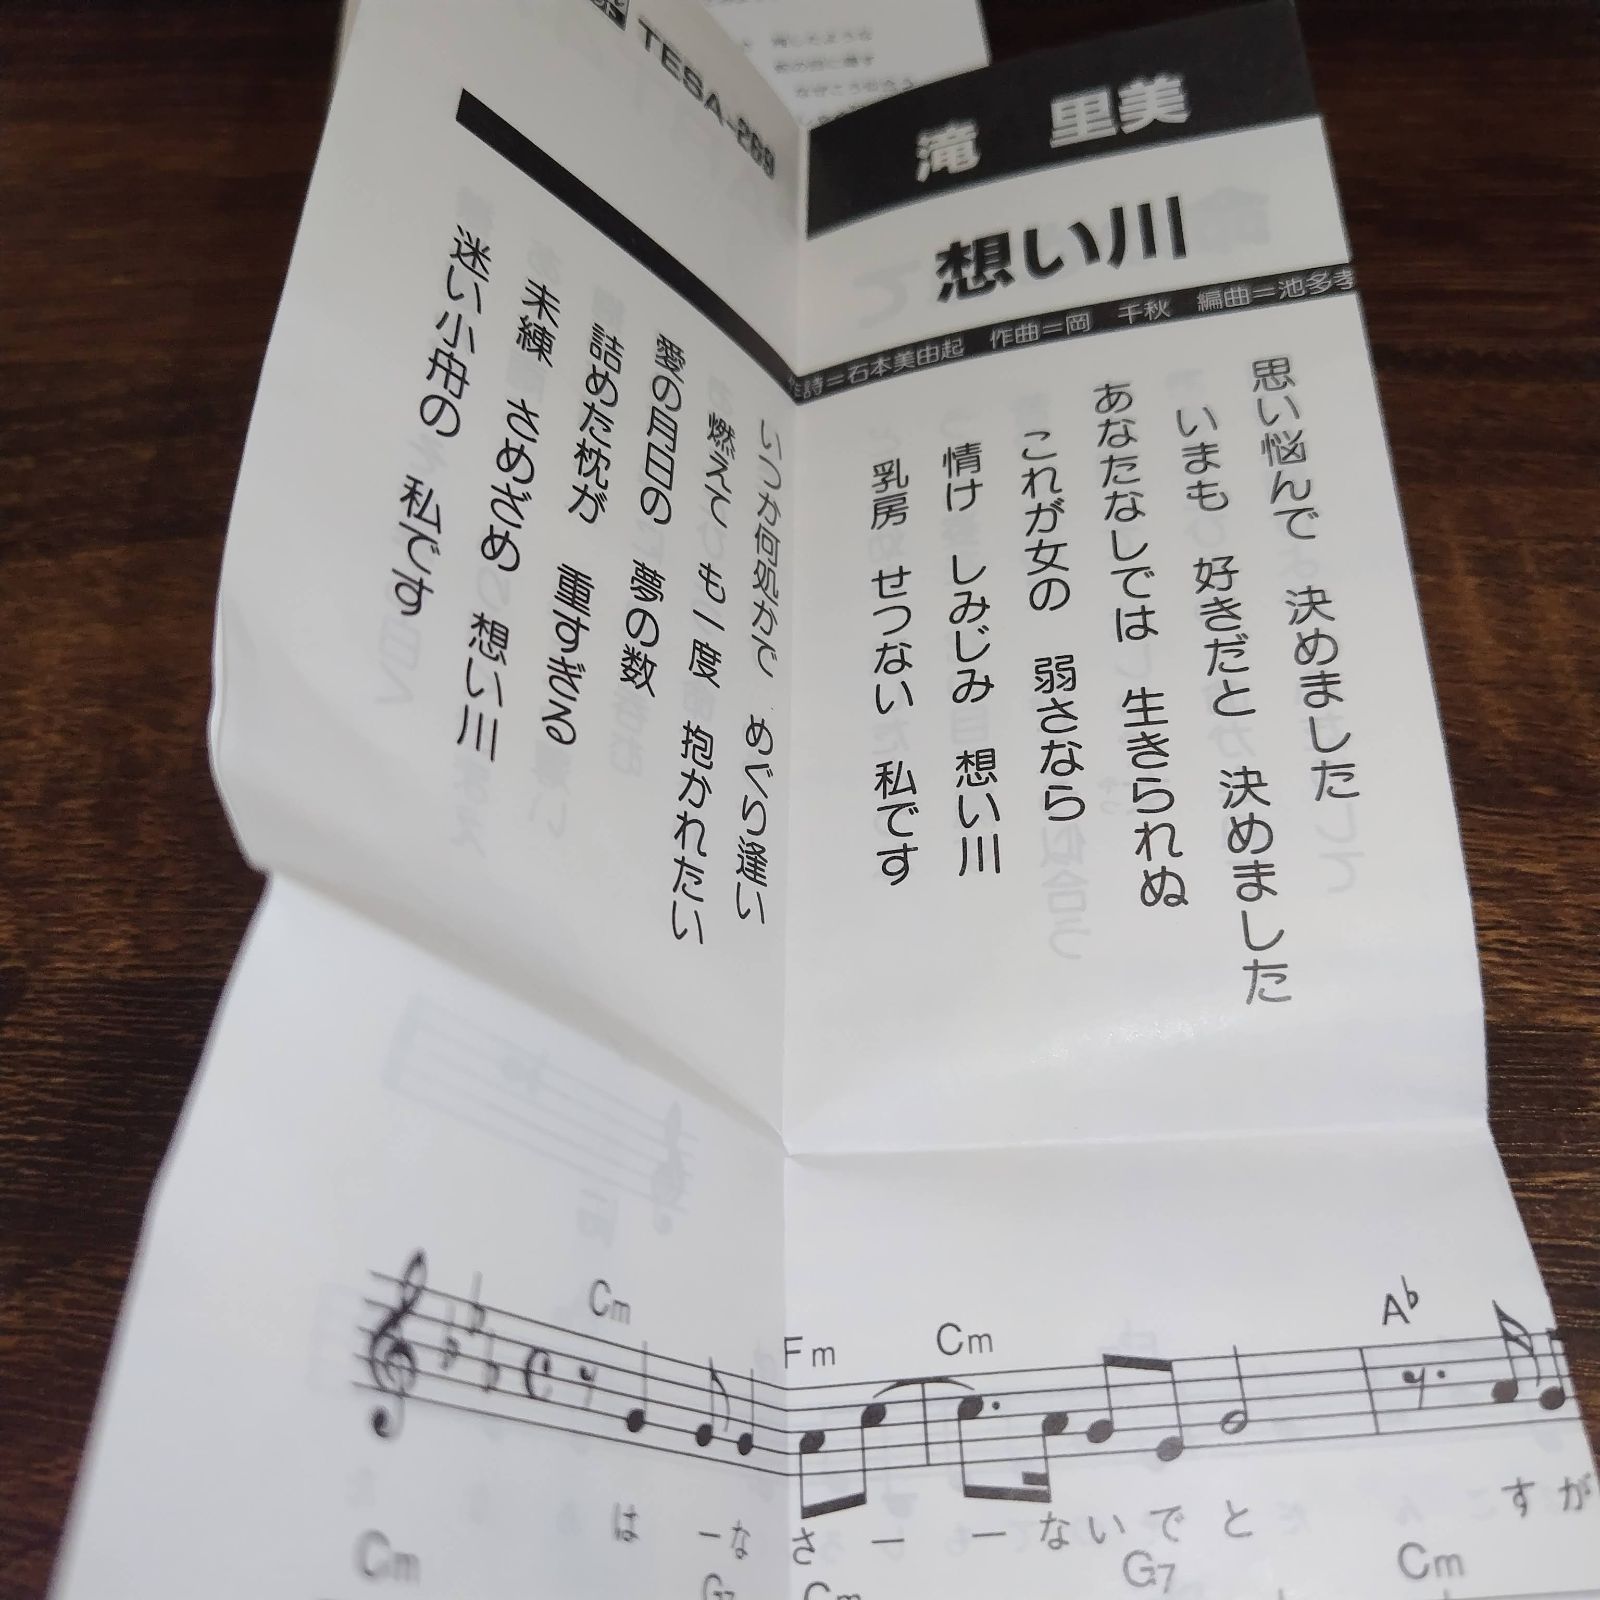 TESA-269
滝 里美
想い川
作詩=石本美由起 作曲=岡 千秋 編曲=池多孝
思い悩んで 決めました
いまも 好きだと 決めました
あなたなしでは 生きられぬ
これが女の 弱さなら
情け しみじみ 想い川
乳房 せつない 私です
いつか何処かで めぐり逢い
燃えて も一度 抱かれたい
愛の月日の 夢の数
詰めた枕が 重すぎる
未練 さめざめ 想い川
迷い小舟の 私です
Cm Fm Cm A♭
は ーな さ ー ー ないで と すが
Cm G7 Cm G7 Cm